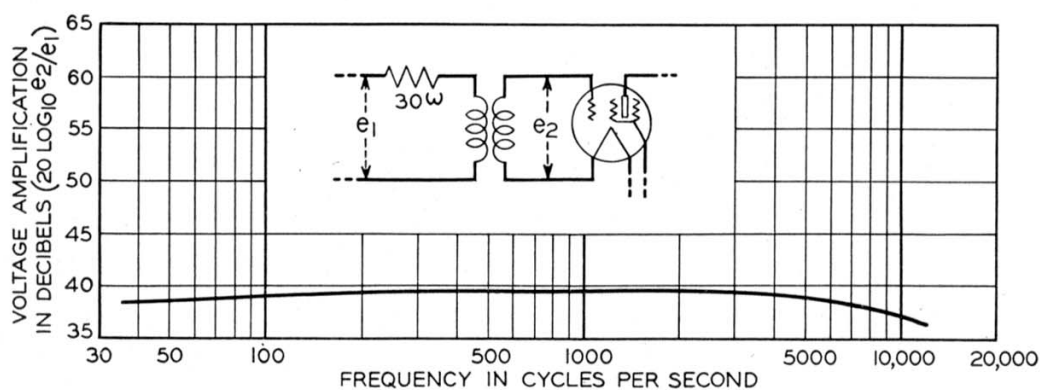 VOLTAGE AMPLIFICATION
IN DECIBELS (20 LOG10 e2/e1)
65
60
55
50
45
40
35
30ω
e1
e2
30
50
100
500
1000
5000
10,000
20,000
FREQUENCY IN CYCLES PER SECOND